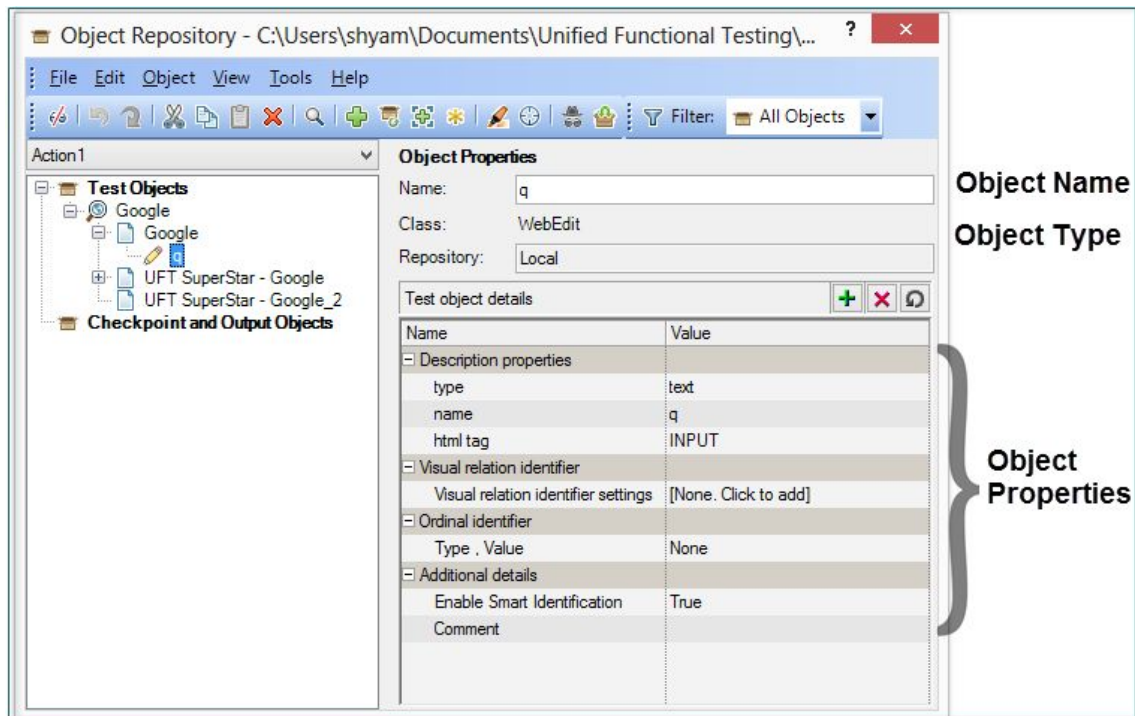 Object Repository - C:\Users\shyam\Documents\Unified Functional Testing\...
?
File Edit Object View Tools Help
Filter: All Objects
Action1
Test Objects
Google
Google
q
UFT SuperStar - Google
UFT SuperStar - Google_2
Checkpoint and Output Objects
Object Properties
Name: q
Class: WebEdit
Repository: Local
Test object details
Name Value
Description properties
type text
name q
html tag INPUT
Visual relation identifier
Visual relation identifier settings [None. Click to add]
Ordinal identifier
Type , Value None
Additional details
Enable Smart Identification True
Comment
Object Name
Object Type
Object
Properties